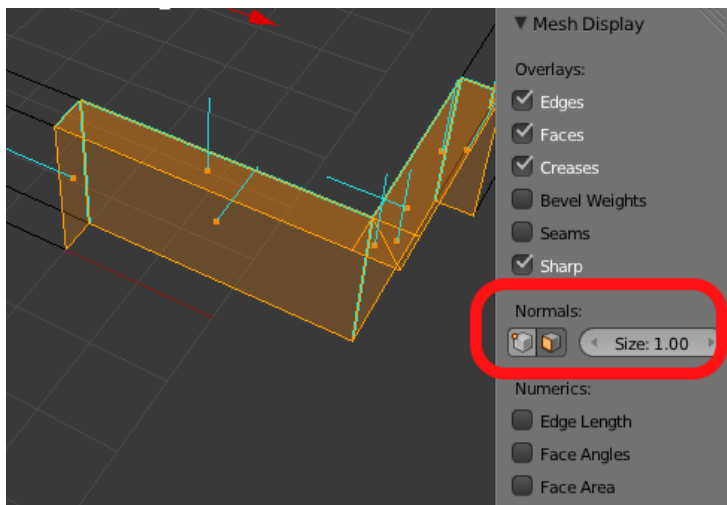 Mesh Display
Overlays:
Edges
Faces
Creases
Bevel Weights
Seams
Sharp
Normals:
Size: 1.00
Numerics:
Edge Length
Face Angles
Face Area